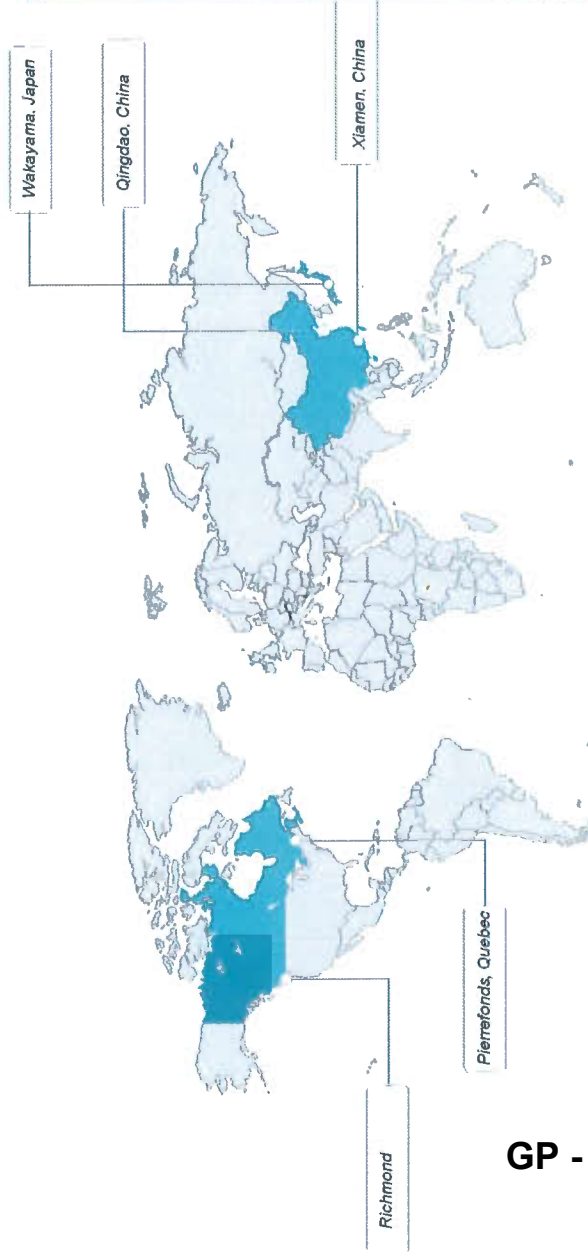 Wakayama, Japan
Qingdao, China
Xiamen, China
Pierrefonds, Quebec
Richmond
GP -